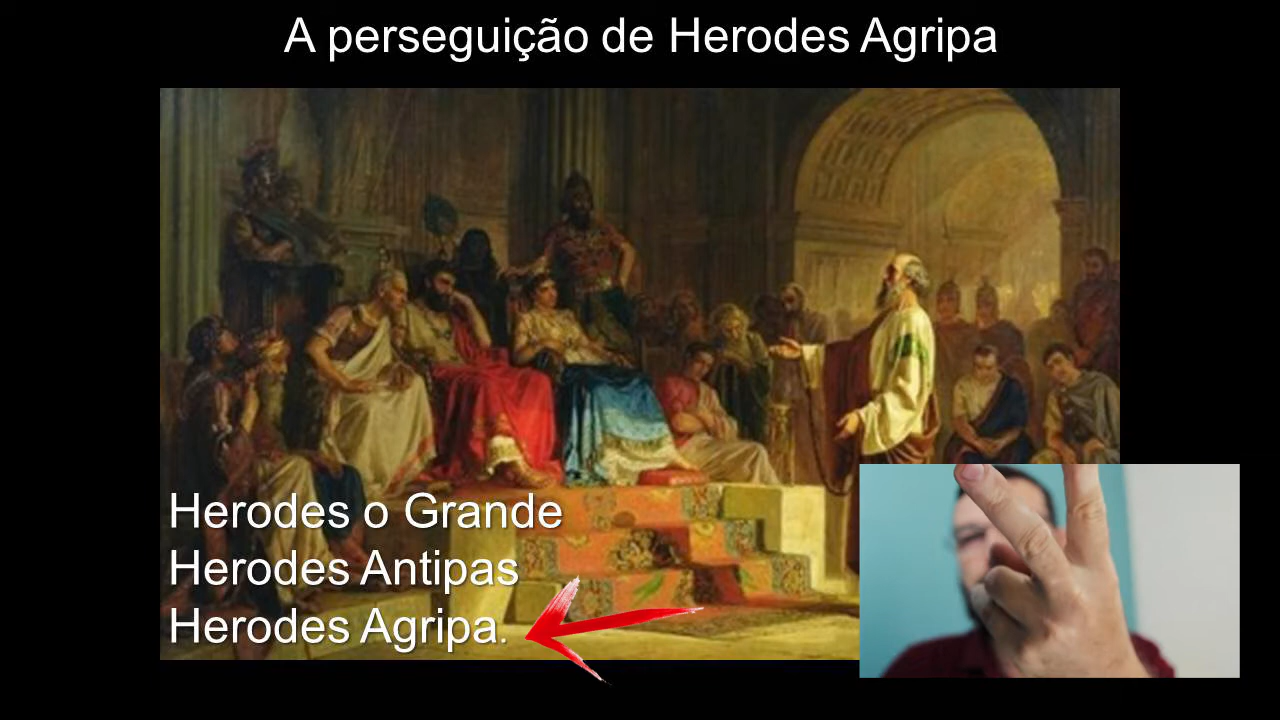 A perseguição de Herodes Agripa
Herodes o Grande
Herodes Antipas
Herodes Agripa.